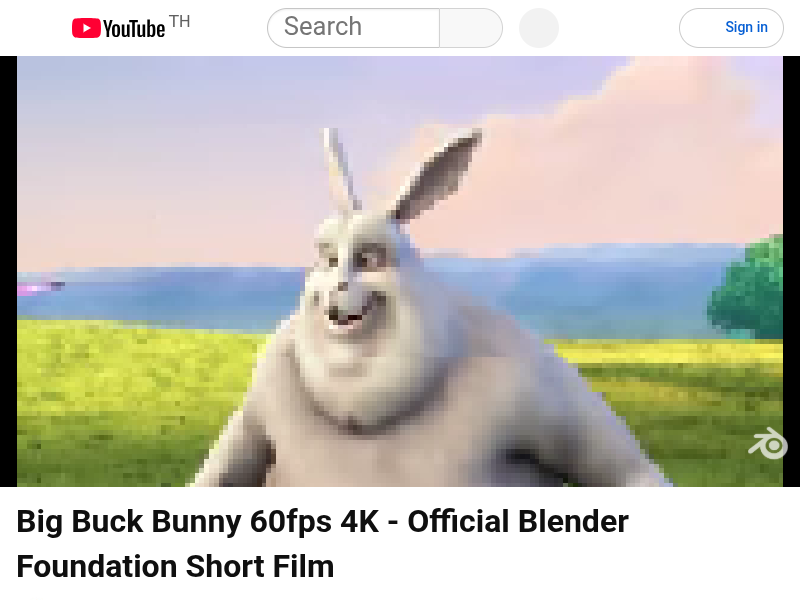 YouTube TH
Search
Sign in
Big Buck Bunny 60fps 4K - Official Blender
Foundation Short Film